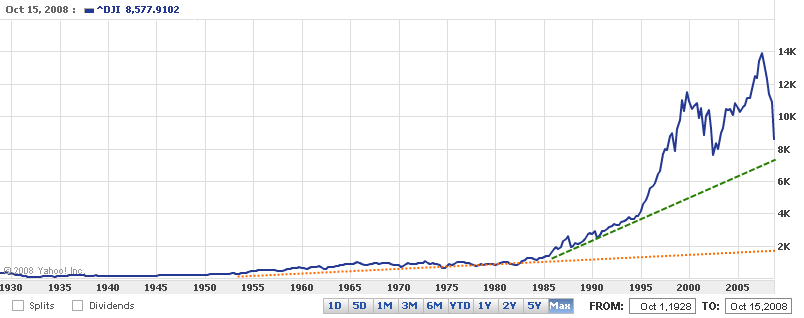 Oct 15, 2008 : ^DJI 8,577.9102
14K
12K
10K
8K
6K
4K
2K
© 2008 Yahoo! Inc.
1930 1935 1940 1945 1950 1955 1960 1965 1970 1975 1980 1985 1990 1995 2000 2005
Splits Dividends 1D 5D 1M 3M 6M YTD 1Y 2Y 5Y Max FROM: Oct 1,1928 TO: Oct 15,2008